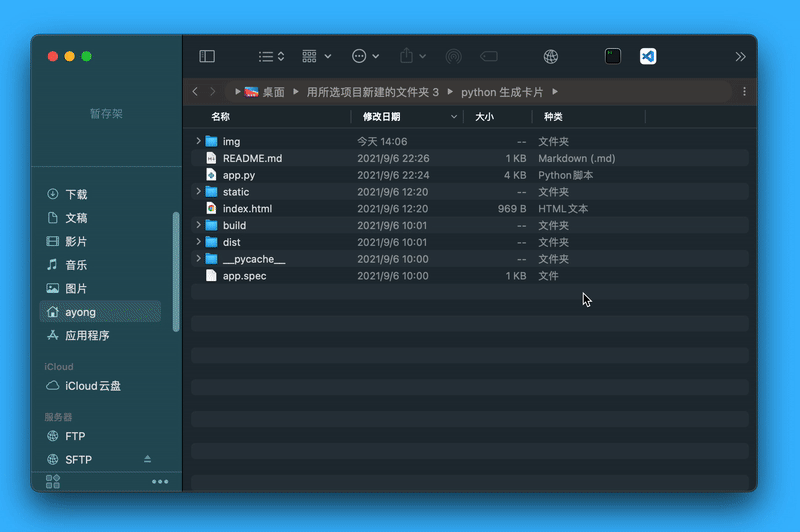 暂存架
下载
文稿
影片
音乐
图片
ayong
应用程序
iCloud
iCloud云盘
服务器
FTP
SFTP
桌面 用所选项目新建的文件夹 3 python 生成卡片
名称 修改日期 大小 种类
img 今天 14:06 -- 文件夹
README.md 2021/9/6 22:26 1 KB Markdown (.md)
app.py 2021/9/6 22:24 4 KB Python脚本
static 2021/9/6 12:20 -- 文件夹
index.html 2021/9/6 12:20 969 B HTML文本
build 2021/9/6 10:01 -- 文件夹
dist 2021/9/6 10:01 -- 文件夹
__pycache__ 2021/9/6 10:00 -- 文件夹
app.spec 2021/9/6 10:00 1 KB 文件